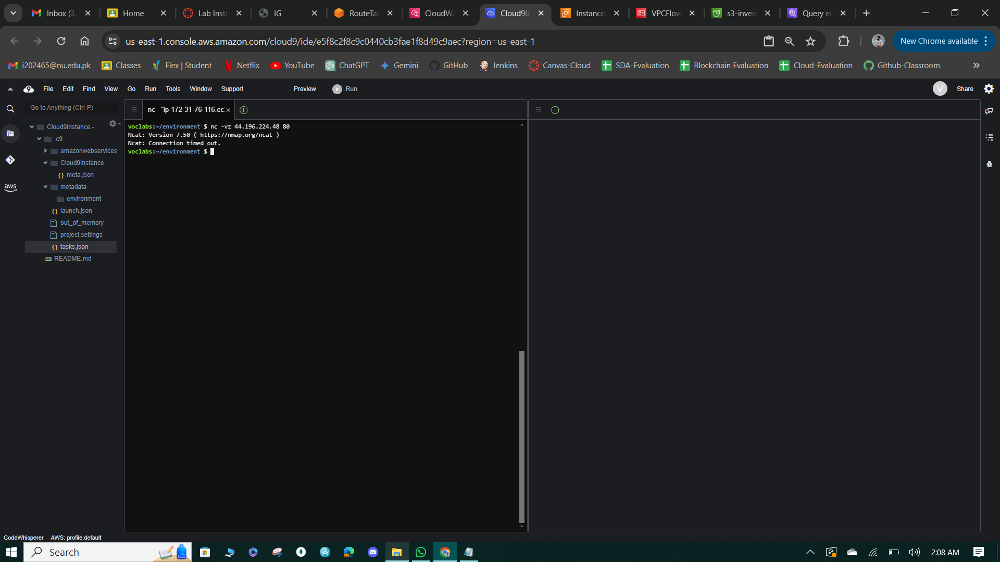 Inbox (3,
Home
Lab Instr
IG
RouteTab
CloudWa
Cloud9In
Instance
VPCFlow
s3-inven
Query ed
us-east-1.console.aws.amazon.com/cloud9/ide/e5f8c2f8c9c0440cb3fae1f8d49c9aec?region=us-east-1
New Chrome available
i202465@nu.edu.pk
Classes
Flex | Student
Netflix
YouTube
ChatGPT
Gemini
GitHub
Jenkins
Canvas-Cloud
SDA-Evaluation
Blockchain Evaluation
Cloud-Evaluation
Github-Classroom
9
File
Edit
Find
View
Go
Run
Tools
Window
Support
Preview
Run
V
Share
Go to Anything (Ctrl-P)
nc - "ip-172-31-76-116.ec
Cloud9Instance -
.c9
amazonwebservices
Cloud9Instance
meta.json
metadata
environment
launch.json
out_of_memory
project.settings
tasks.json
README.md
aws
voclabs:~/environment $ nc -vz 44.196.224.48 80
Ncat: Version 7.50 ( https://nmap.org/ncat )
Ncat: Connection timed out.
voclabs:~/environment $
CodeWhisperer
AWS: profile:default
Search
2:08 AM